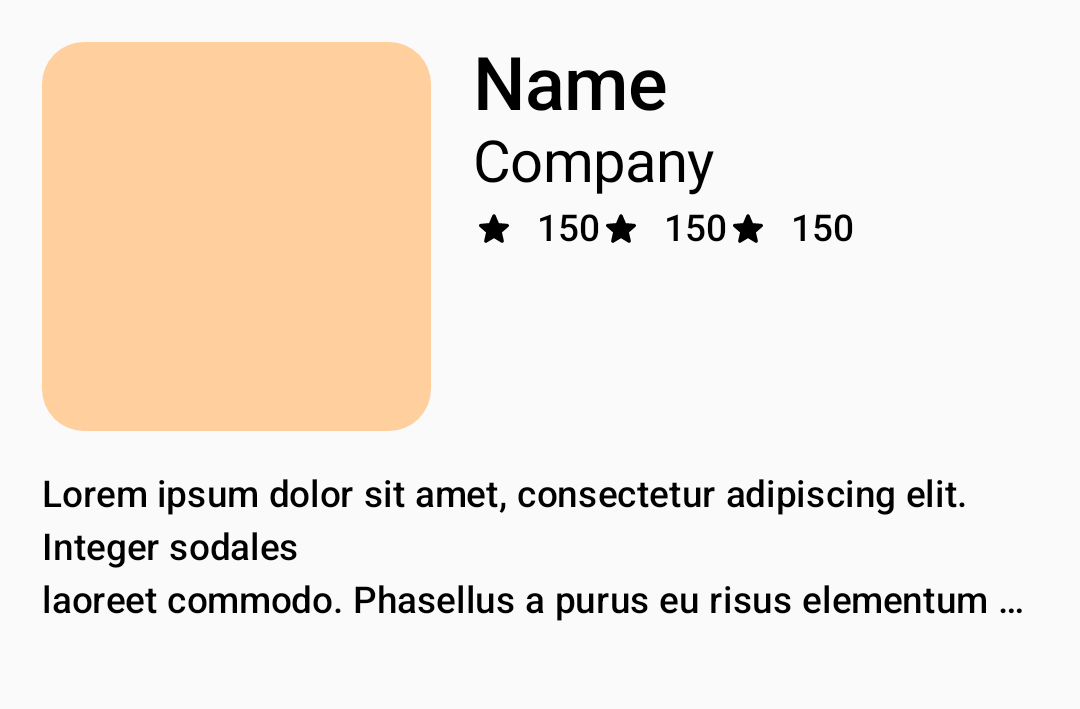 Name
Company
★ 150 ★ 150 ★ 150
Lorem ipsum dolor sit amet, consectetur adipiscing elit.
Integer sodales
laoreet commodo. Phasellus a purus eu risus elementum …